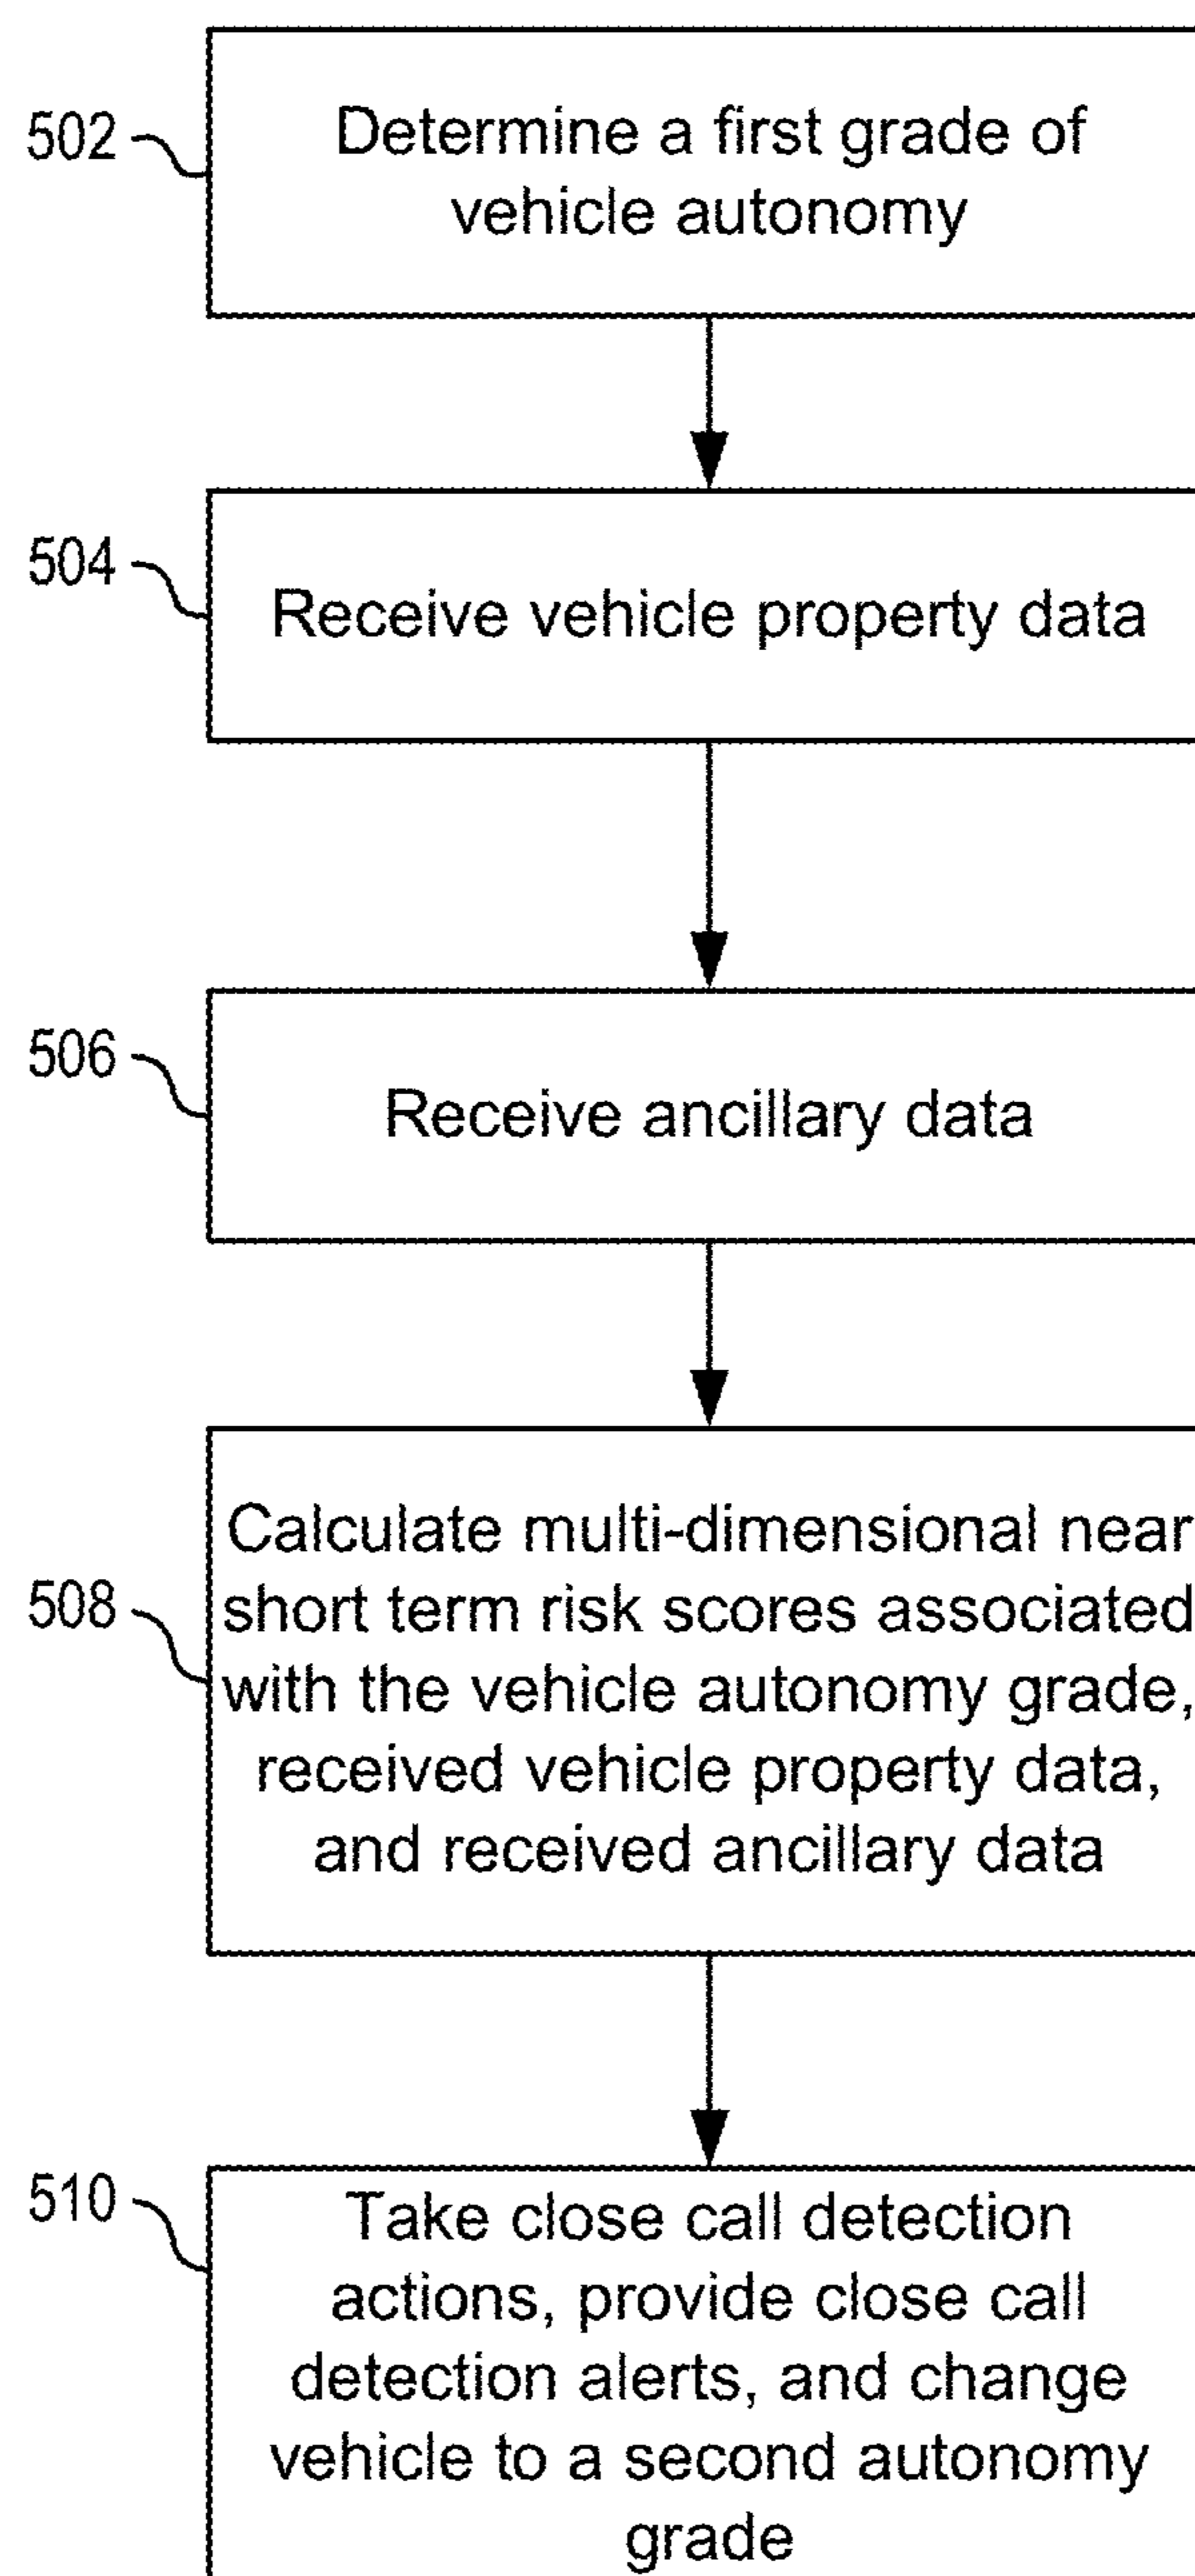 502
Determine a first grade of
vehicle autonomy
504
Receive vehicle property data
506
Receive ancillary data
508
Calculate multi-dimensional near
short term risk scores associated
with the vehicle autonomy grade,
received vehicle property data,
and received ancillary data
510
Take close call detection
actions, provide close call
detection alerts, and change
vehicle to a second autonomy
grade